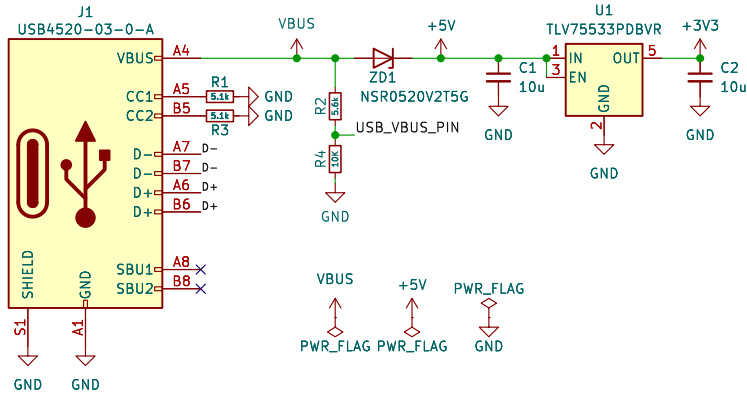 J1
USB4520-03-0-A
VBUS A4
CC1 A5
CC2 B5
R1
5.1k
GND
5.1k
GND
R3
D- A7 D-
D- B7 D-
D+ A6 D+
D+ B6 D+
SBU1 A8
SBU2 B8
SHIELD
GND
S1
A1
GND
GND
VBUS
+5V
ZD1
NSR0520V2T5G
R2
5.6k
USB_VBUS_PIN
R4
10K
GND
C1
10u
GND
U1
TLV75533PDBVR
1 IN
3 EN
OUT 5
GND
2
GND
+3V3
C2
10u
GND
VBUS
PWR_FLAG
+5V
PWR_FLAG
PWR_FLAG
GND